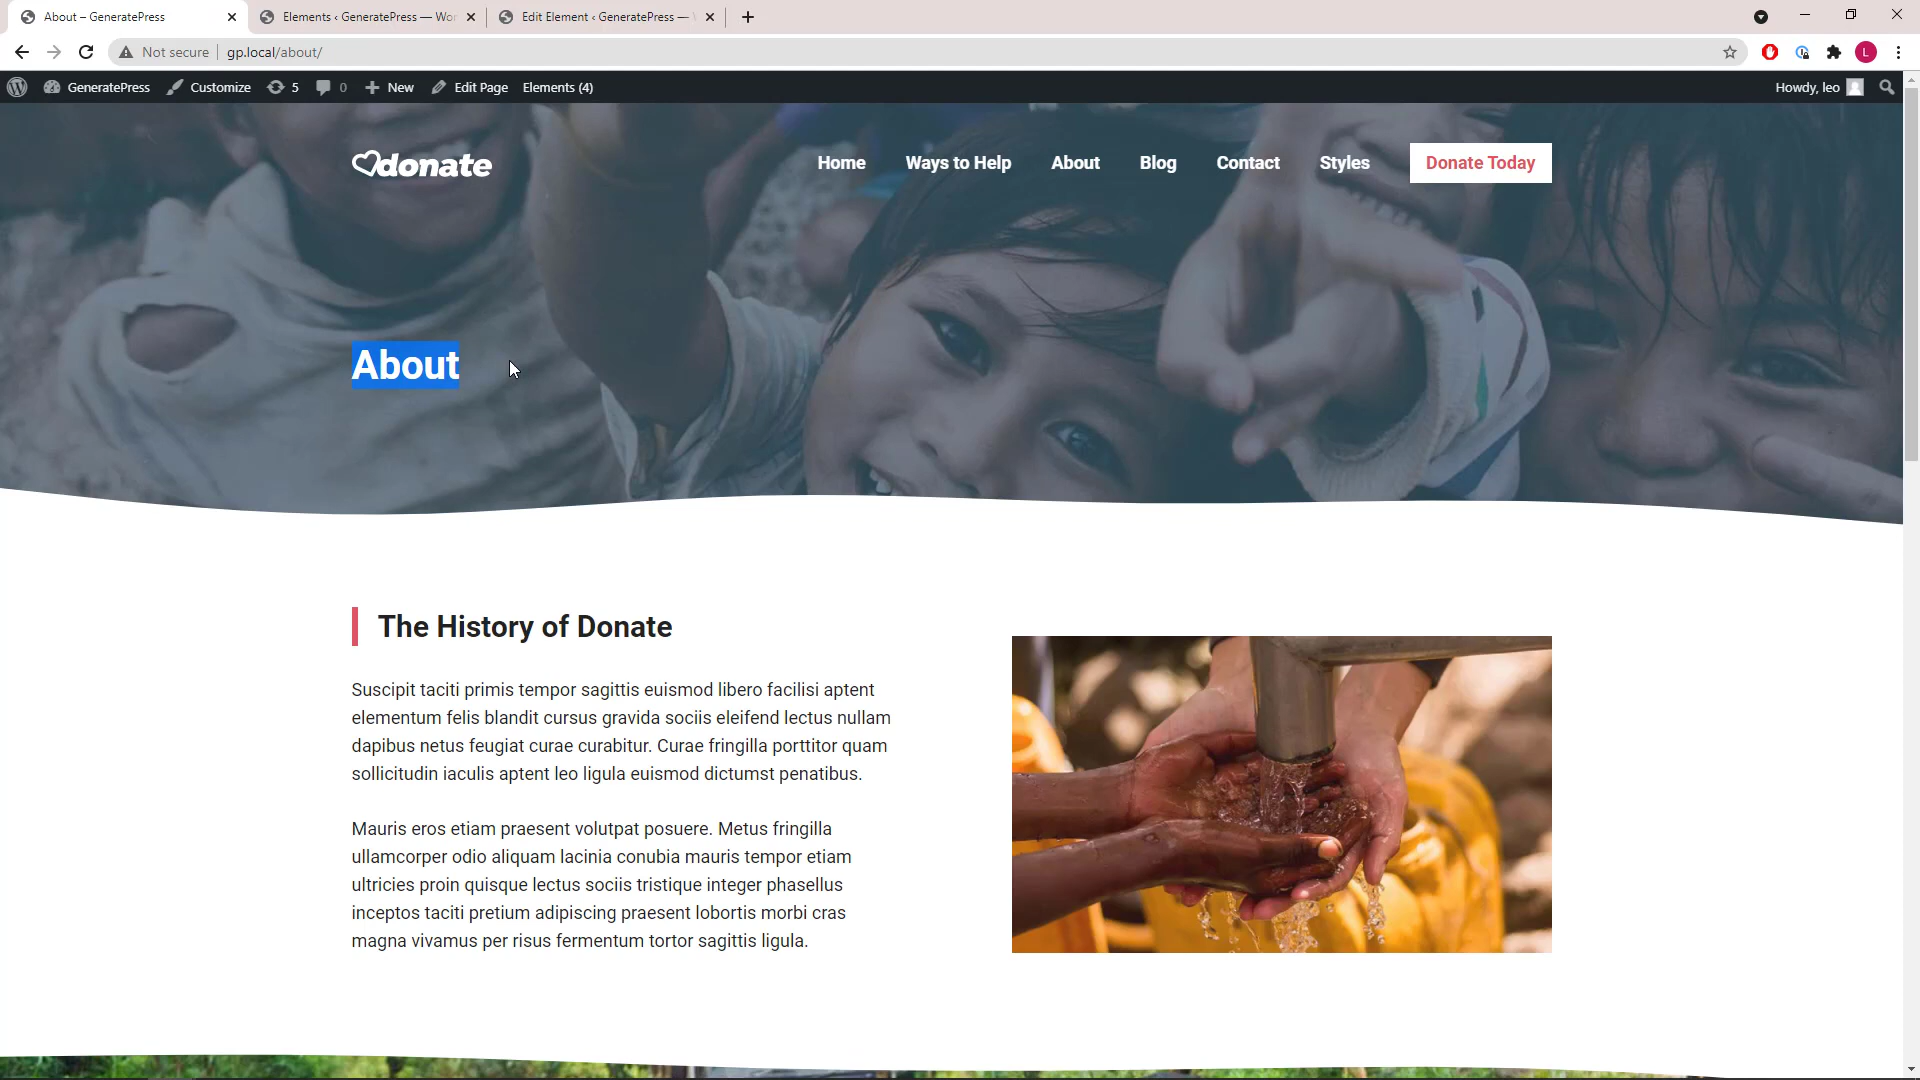 About – GeneratePress
Elements ‹ GeneratePress — Wor
Edit Element ‹ GeneratePress —
Not secure
gp.local/about/
L
GeneratePress
Customize
5
0
New
Edit Page
Elements (4)
Howdy, leo
donate
Home
Ways to Help
About
Blog
Contact
Styles
Donate Today
About
The History of Donate
Suscipit taciti primis tempor sagittis euismod libero facilisi aptent
elementum felis blandit cursus gravida sociis eleifend lectus nullam
dapibus netus feugiat curae curabitur. Curae fringilla porttitor quam
sollicitudin iaculis aptent leo ligula euismod dictumst penatibus.
Mauris eros etiam praesent volutpat posuere. Metus fringilla
ullamcorper odio aliquam lacinia conubia mauris tempor etiam
ultricies proin quisque lectus sociis tristique integer phasellus
inceptos taciti pretium adipiscing praesent lobortis morbi cras
magna vivamus per risus fermentum tortor sagittis ligula.